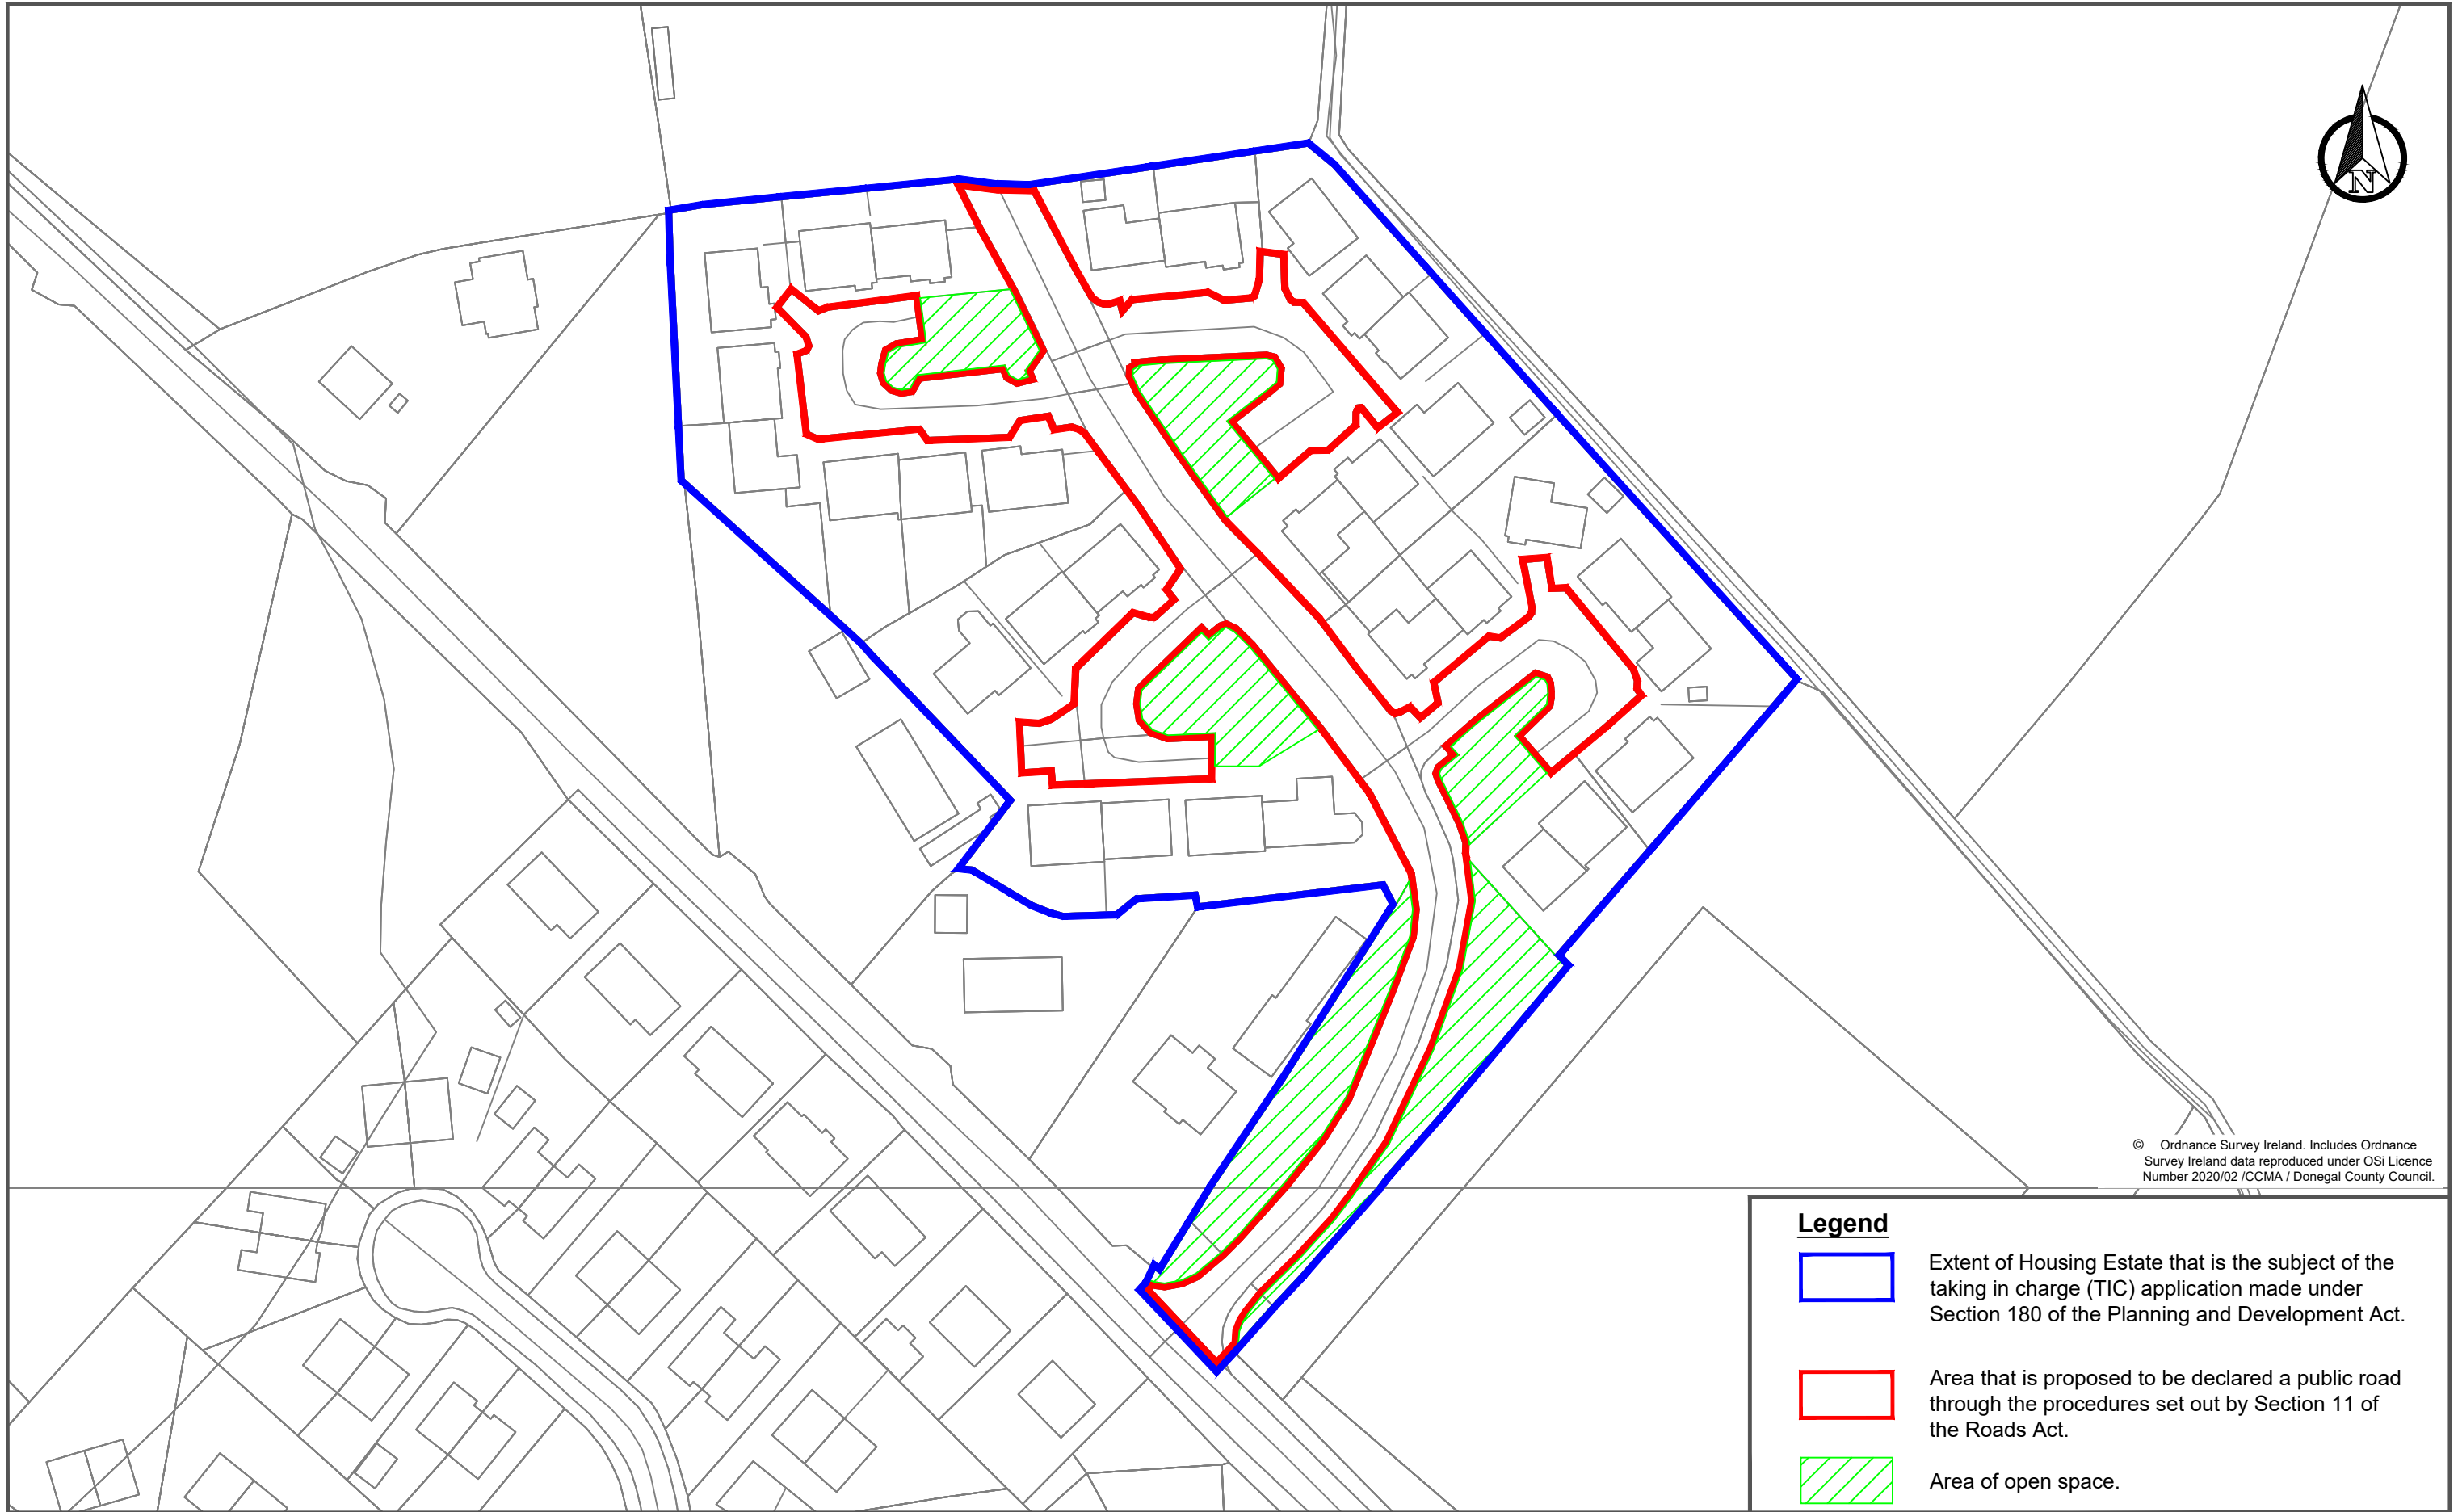 N
© Ordnance Survey Ireland. Includes Ordnance
Survey Ireland data reproduced under OSi Licence
Number 2020/02 /CCMA / Donegal County Council.
Legend
Extent of Housing Estate that is the subject of the
taking in charge (TIC) application made under
Section 180 of the Planning and Development Act.
Area that is proposed to be declared a public road
through the procedures set out by Section 11 of
the Roads Act.
Area of open space.